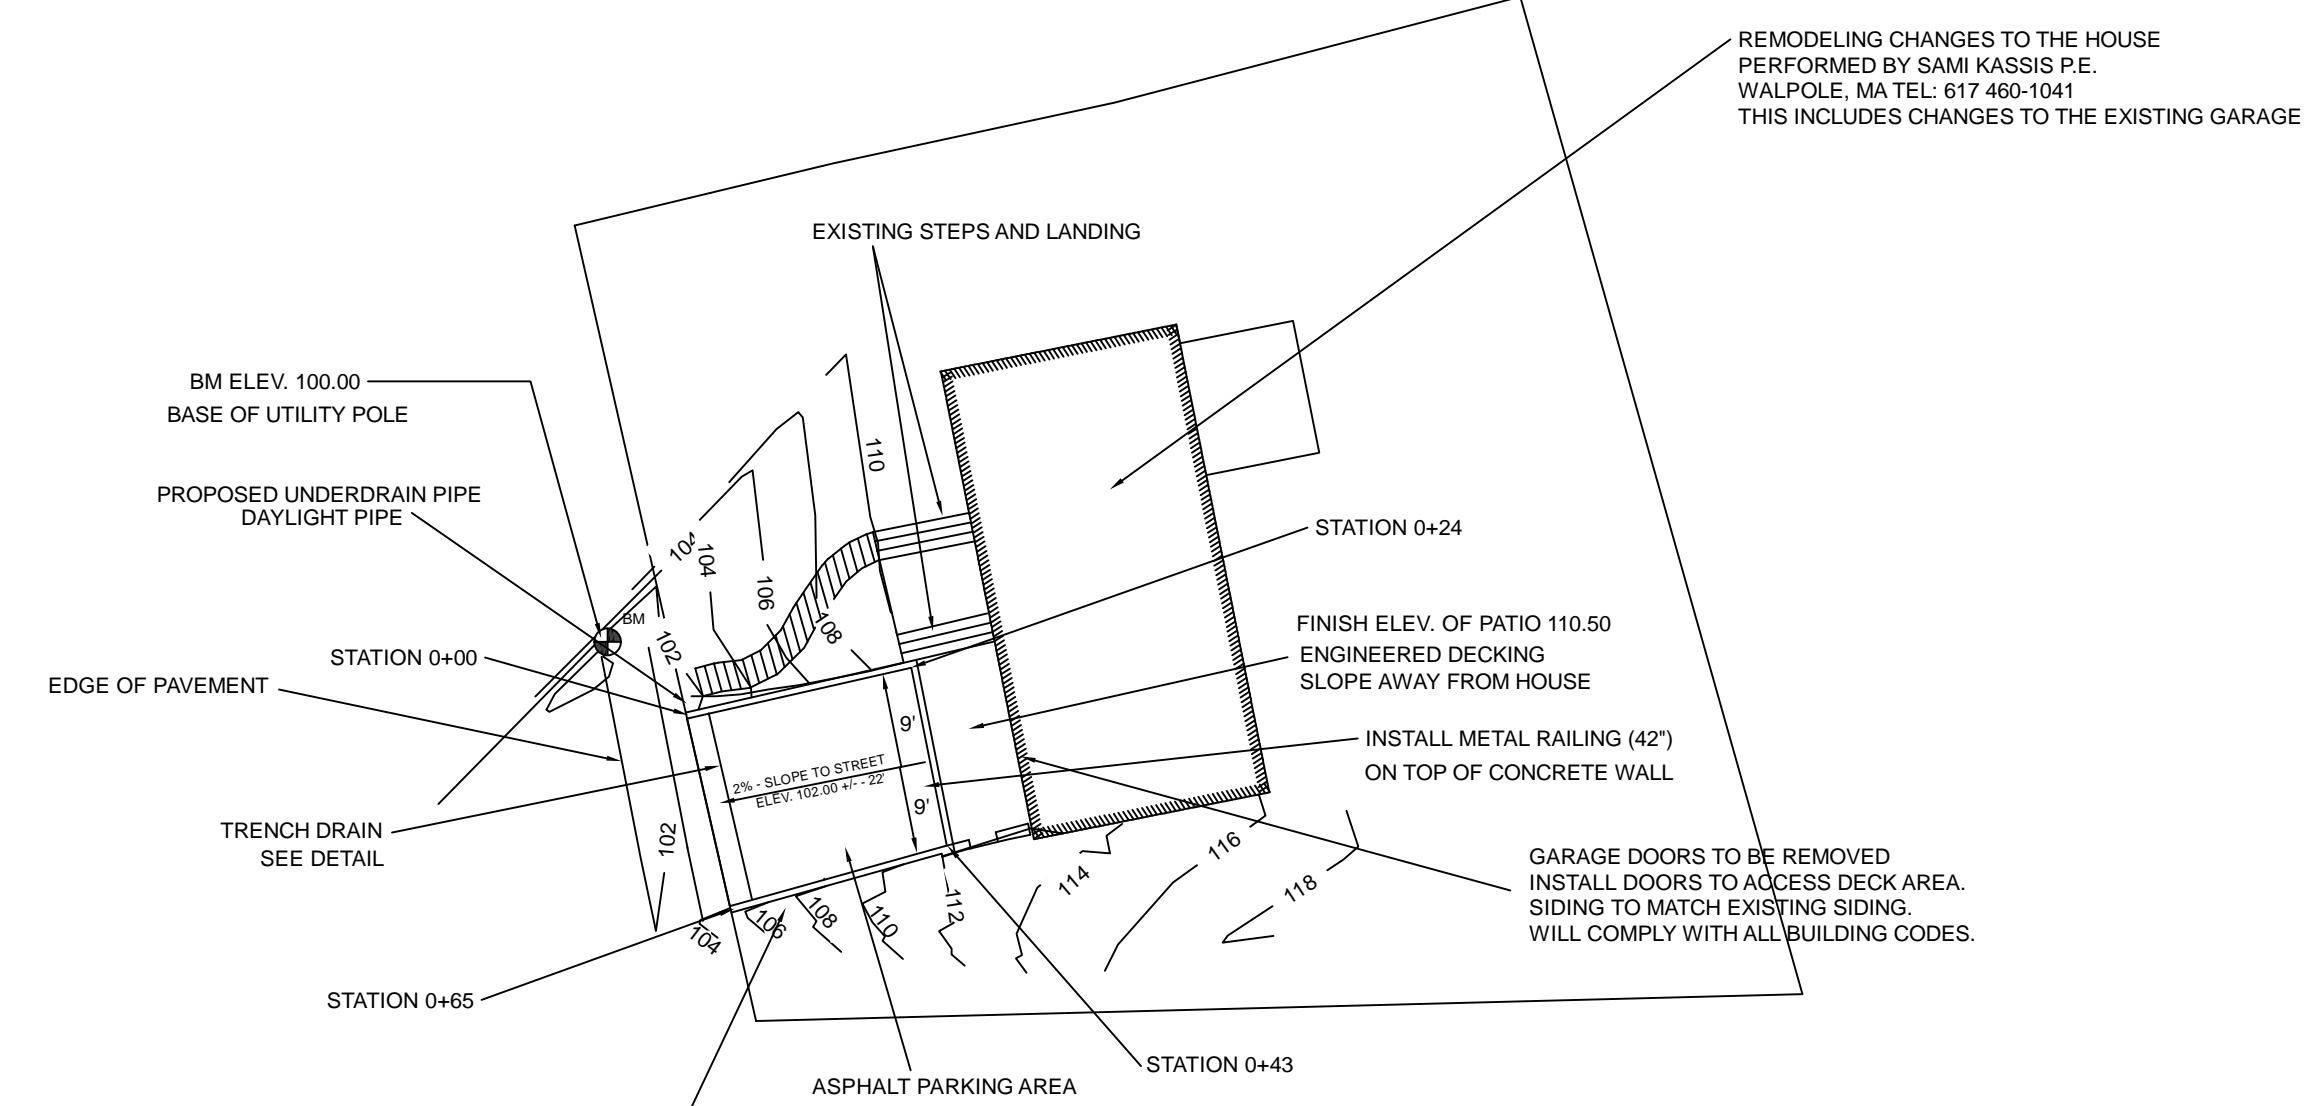 REMODELING CHANGES TO THE HOUSE
PERFORMED BY SAMI KASSIS P.E.
WALPOLE, MA TEL: 617 460-1041
THIS INCLUDES CHANGES TO THE EXISTING GARAGE
EXISTING STEPS AND LANDING
BM ELEV. 100.00
BASE OF UTILITY POLE
110
PROPOSED UNDERDRAIN PIPE
DAYLIGHT PIPE
STATION 0+24
104
104
106
BM
108
102
FINISH ELEV. OF PATIO 110.50
ENGINEERED DECKING
SLOPE AWAY FROM HOUSE
STATION 0+00
EDGE OF PAVEMENT
9'
INSTALL METAL RAILING (42")
ON TOP OF CONCRETE WALL
2% - SLOPE TO STREET
ELEV. 102.00 +/- - 22'
9'
TRENCH DRAIN
SEE DETAIL
102
116
114
118
GARAGE DOORS TO BE REMOVED
INSTALL DOORS TO ACCESS DECK AREA.
SIDING TO MATCH EXISTING SIDING.
WILL COMPLY WITH ALL BUILDING CODES.
104
106
108
110
112
STATION 0+65
STATION 0+43
ASPHALT PARKING AREA